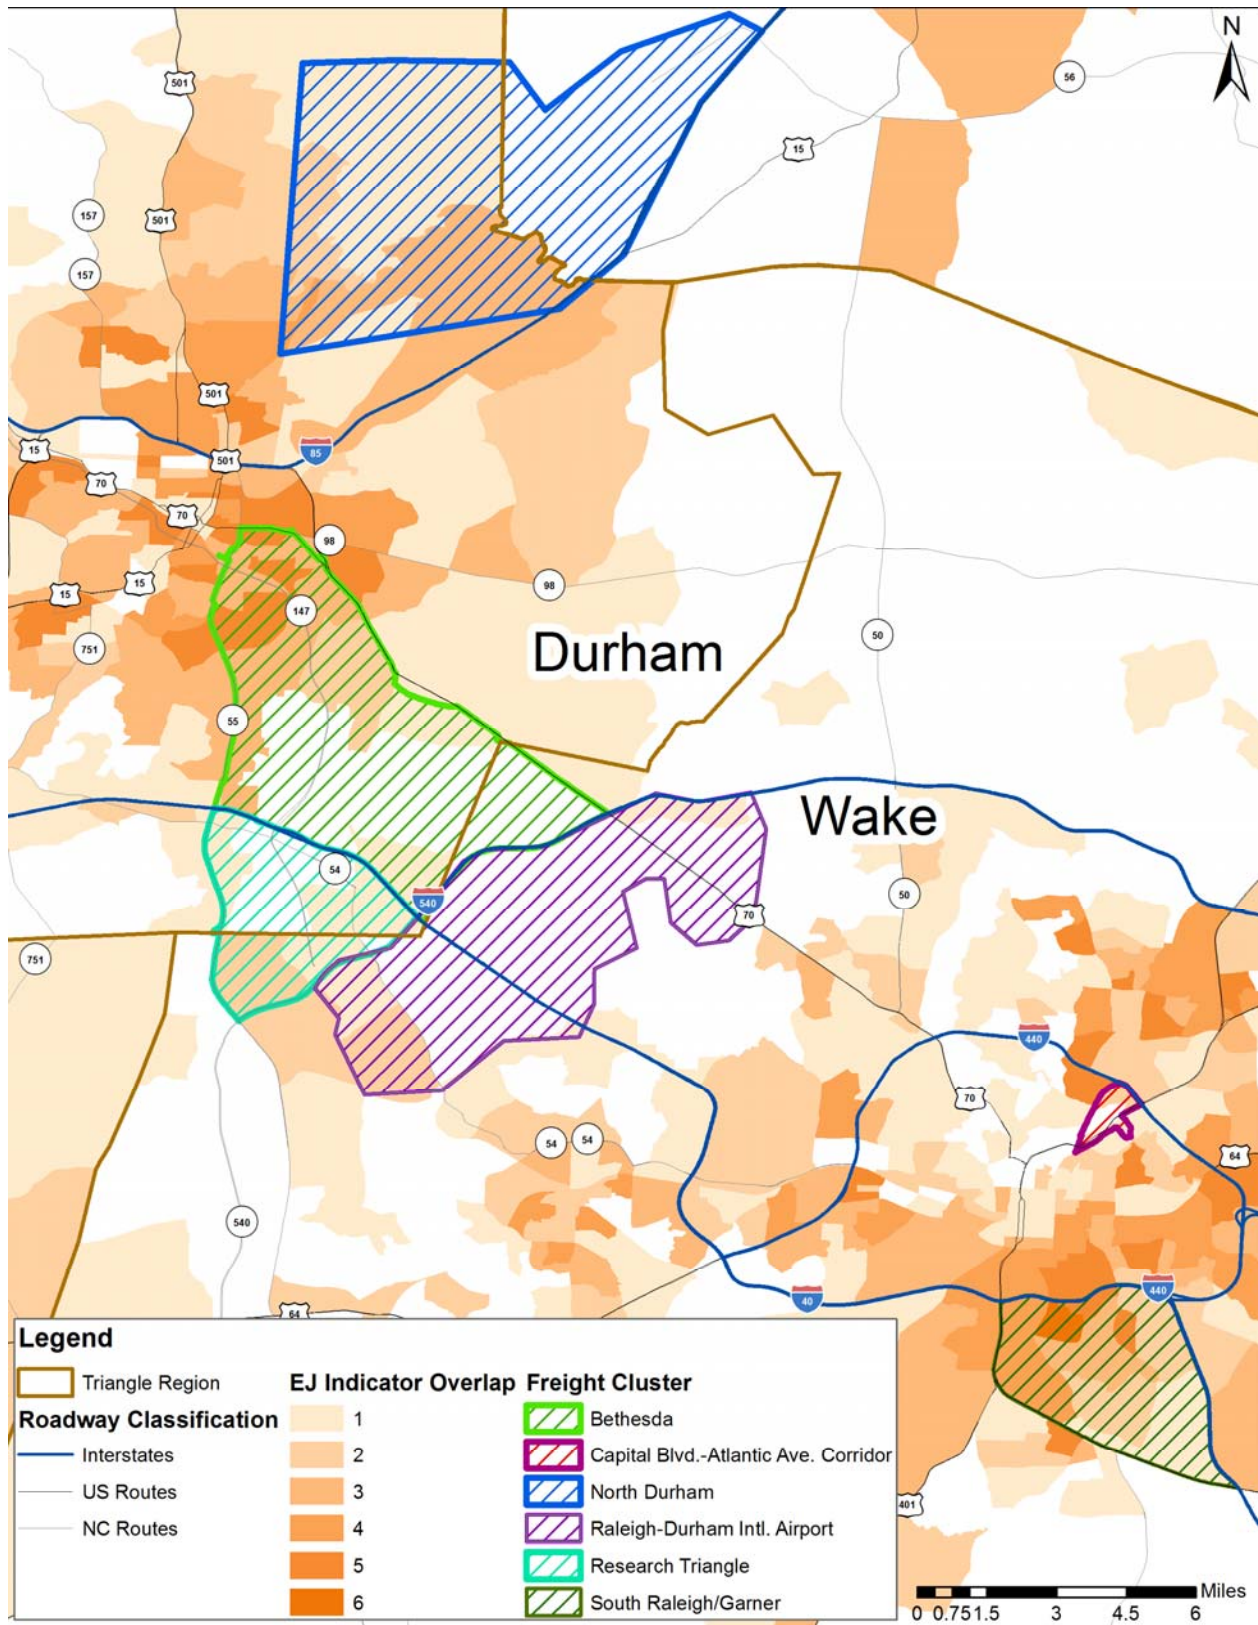 N
501
56
15
157
501
157
501
15
501
85
70
70
98
15
98
15
147
50
751
Durham
55
Wake
54
50
540
70
751
440
70
54
54
64
540
40
440
64
401
Legend
Triangle Region
Roadway Classification
Interstates
US Routes
NC Routes
EJ Indicator Overlap
1
2
3
4
5
6
Freight Cluster
Bethesda
Capital Blvd.-Atlantic Ave. Corridor
North Durham
Raleigh-Durham Intl. Airport
Research Triangle
South Raleigh/Garner
Miles
0 0.75 1.5 3 4.5 6